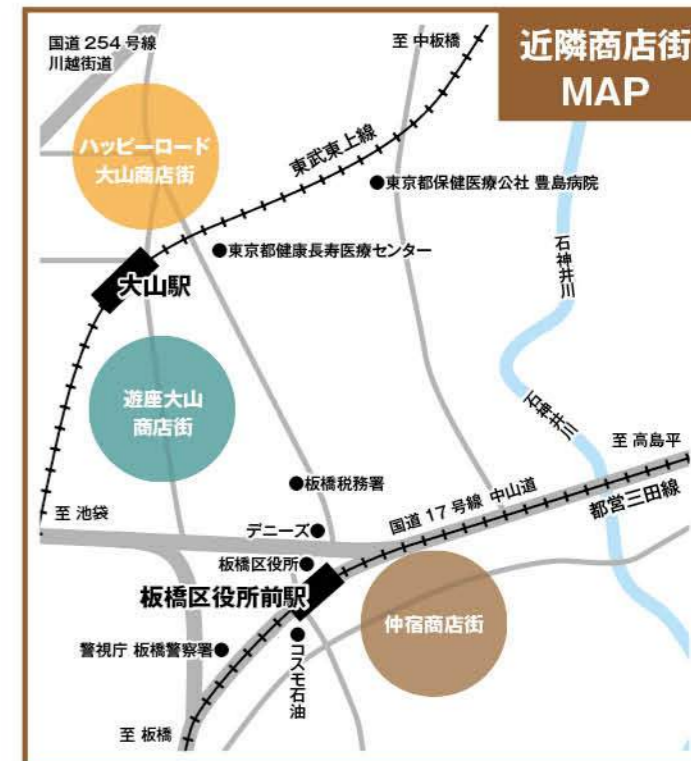 近隣商店街
MAP
国道254号線
川越街道
至 中板橋
ハッピーロード
大山商店街
東武東上線
東京都保健医療公社 豊島病院
東京都健康長寿医療センター
石神井川
大山駅
遊座大山
商店街
石神井川
至 高島平
板橋税務署
国道17号線 中山道
都営三田線
至 池袋
デニーズ
板橋区役所
板橋区役所前駅
仲宿商店街
警視庁 板橋警察署
コスモ石油
至 板橋